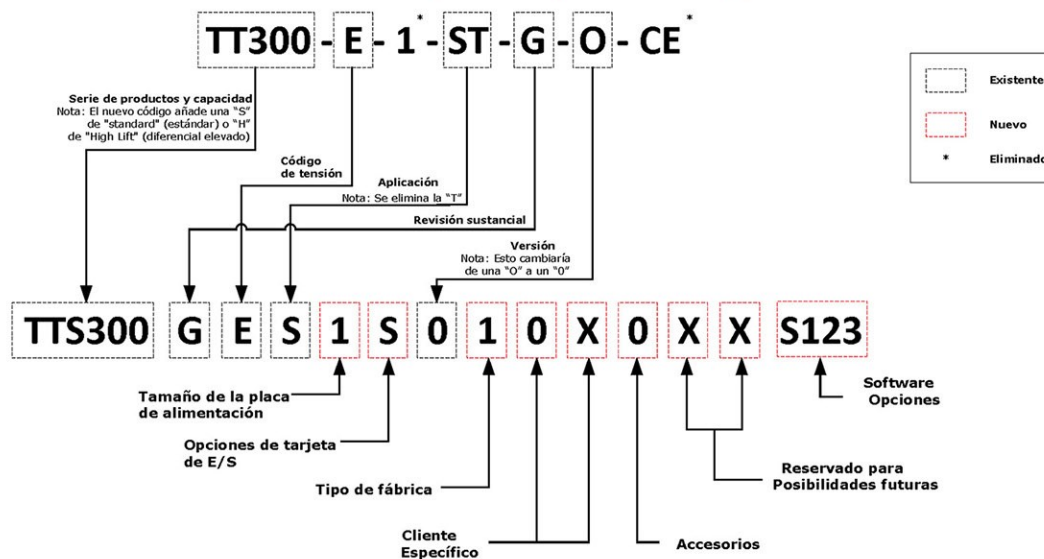 TT300-E-1*-ST-G-O-CE*
Serie de productos y capacidad
Nota: El nuevo código añade una “S”
de "standard" (estándar) o “H”
de "High Lift" (diferencial elevado)
Código
de tensión
Aplicación
Nota: Se elimina la “T”
Revisión sustancial
Versión
Nota: Esto cambiaría
de una “O” a un “0”
Existente
Nuevo
* Eliminado
TTS300 G E S 1 S 0 1 0 X 0 X X S123
Tamaño de la placa
de alimentación
Opciones de tarjeta
de E/S
Tipo de fábrica
Cliente
Específico
Accesorios
Reservado para
Posibilidades futuras
Software
Opciones